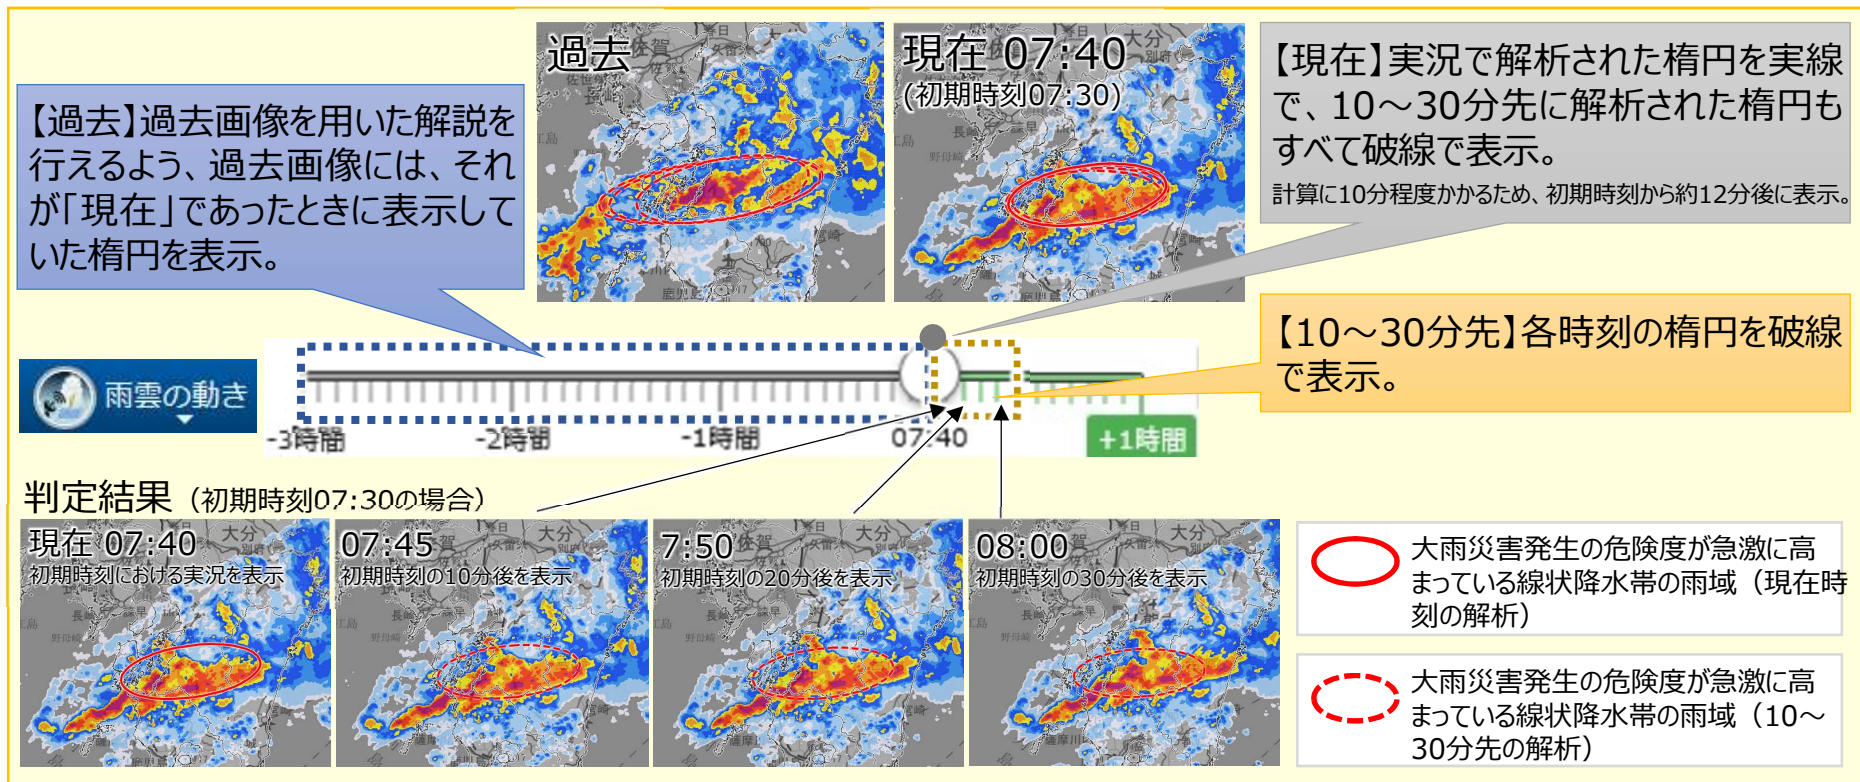 過去
現在 07:40
(初期時刻07:30)
【過去】過去画像を用いた解説を
行えるよう、過去画像には、それ
が「現在」であったときに表示して
いた楕円を表示。
【現在】実況で解析された楕円を実線
で、10～30分先に解析された楕円も
すべて破線で表示。
計算に10分程度かかるため、初期時刻から約12分後に表示。
【10～30分先】各時刻の楕円を破線
で表示。
雨雲の動き
-3時間
-2時間
-1時間
07:40
+1時間
判定結果（初期時刻07:30の場合）
現在 07:40
初期時刻における実況を表示
07:45
初期時刻の10分後を表示
7:50
初期時刻の20分後を表示
08:00
初期時刻の30分後を表示
大雨災害発生の危険度が急激に高
まっている線状降水帯の雨域（現在時
刻の解析）
大雨災害発生の危険度が急激に高
まっている線状降水帯の雨域（10～
30分先の解析）